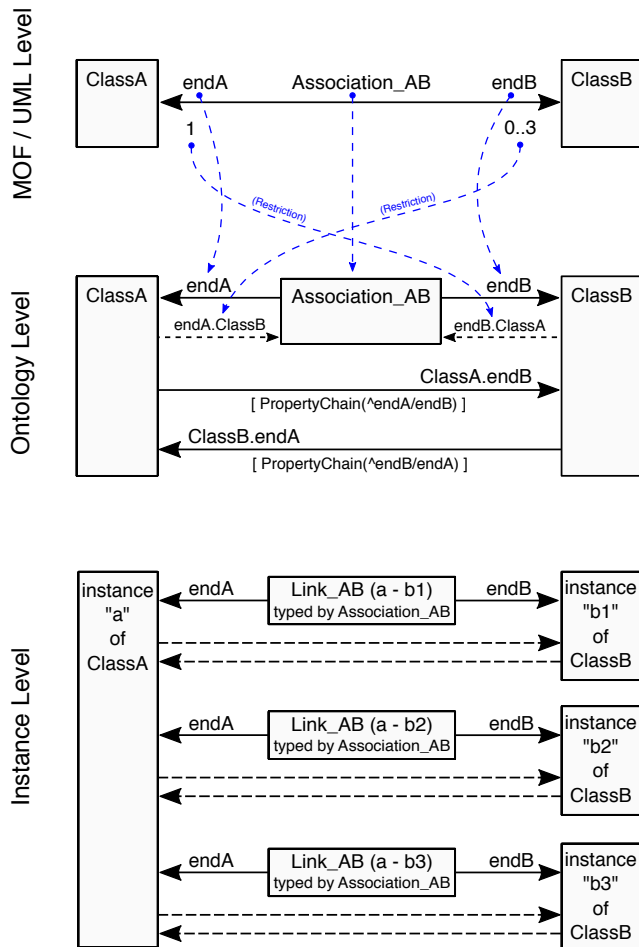 MOF / UML Level
ClassA
endA
Association_AB
endB
ClassB
1
0..3
(Restriction)
(Restriction)
Ontology Level
ClassA
endA
Association_AB
endB
ClassB
endA.ClassB
endB.ClassA
ClassA.endB
[ PropertyChain(^endA/endB) ]
ClassB.endA
[ PropertyChain(^endB/endA) ]
Instance Level
instance
"a"
of
ClassA
endA
Link_AB (a - b1)
typed by Association_AB
endB
instance
"b1"
of
ClassB
endA
Link_AB (a - b2)
typed by Association_AB
endB
instance
"b2"
of
ClassB
endA
Link_AB (a - b3)
typed by Association_AB
endB
instance
"b3"
of
ClassB